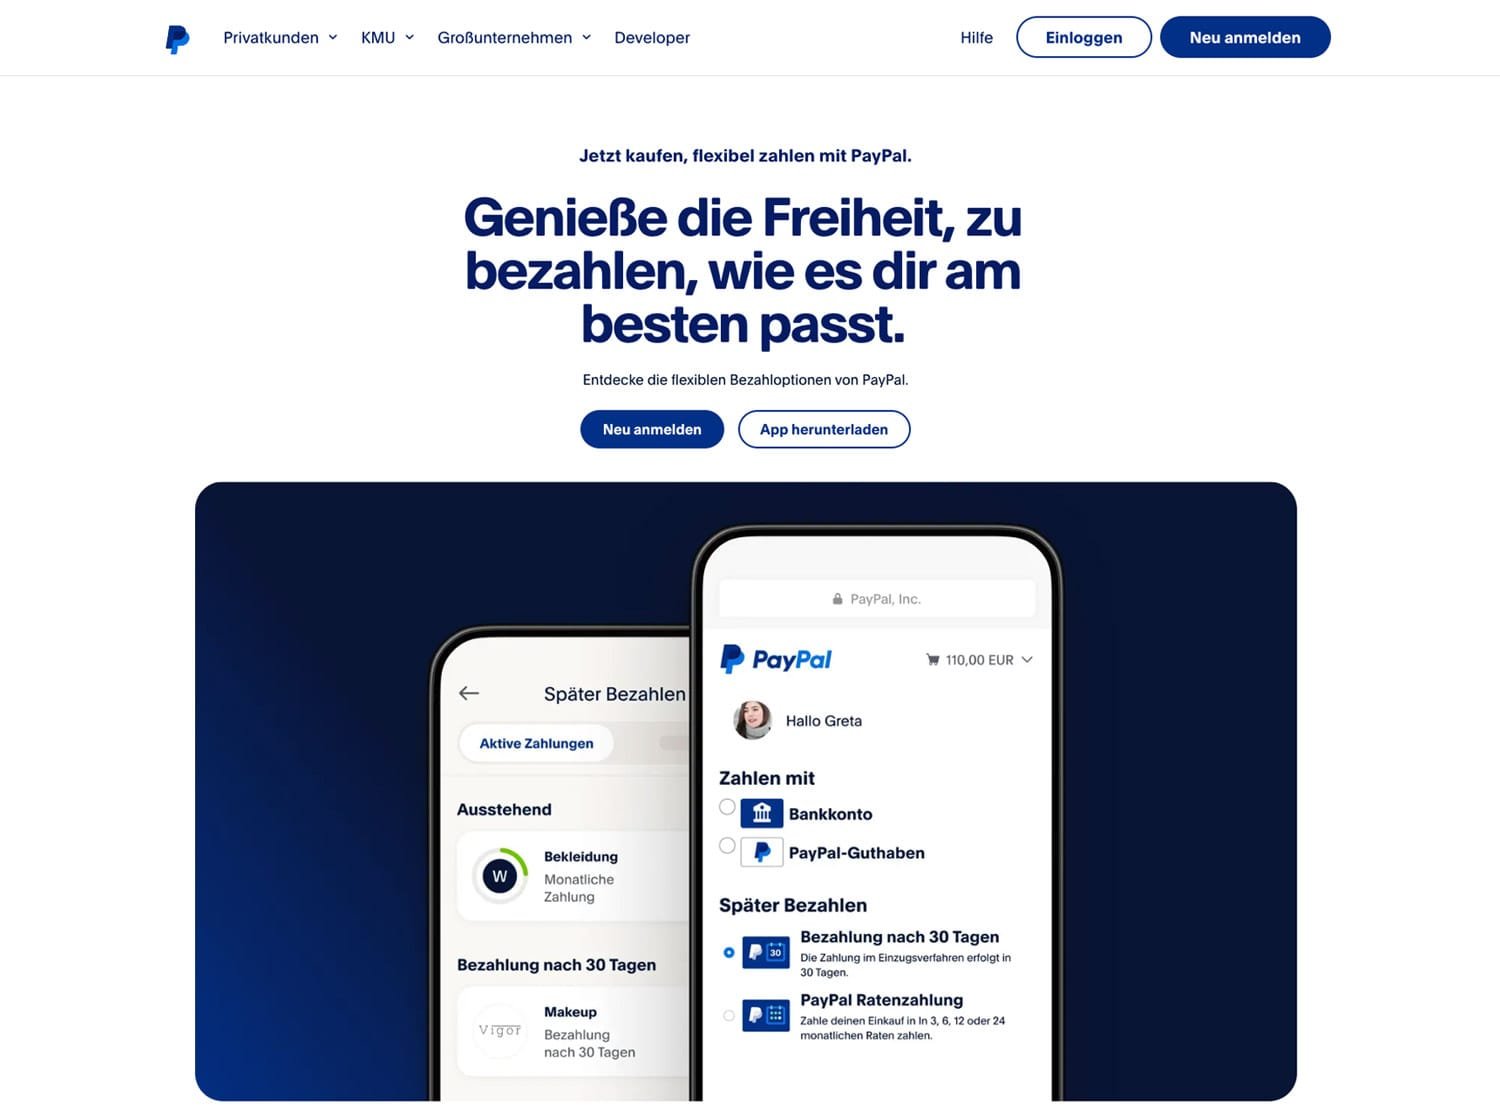 Privatkunden
KMU
Großunternehmen
Developer
Hilfe
Einloggen
Neu anmelden
Jetzt kaufen, flexibel zahlen mit PayPal.
Genieße die Freiheit, zu
bezahlen, wie es dir am
besten passt.
Entdecke die flexiblen Bezahloptionen von PayPal.
Neu anmelden
App herunterladen
Später Bezahlen
Aktive Zahlungen
Ausstehend
W
Bekleidung
Monatliche
Zahlung
Bezahlung nach 30 Tagen
Vigor
Makeup
Bezahlung
nach 30 Tagen
PayPal, Inc.
PayPal
110,00 EUR
Hallo Greta
Zahlen mit
Bankkonto
PayPal-Guthaben
Später Bezahlen
30
Bezahlung nach 30 Tagen
Die Zahlung im Einzugsverfahren erfolgt in
30 Tagen.
PayPal Ratenzahlung
Zahle deinen Einkauf in In 3, 6, 12 oder 24
monatlichen Raten zahlen.